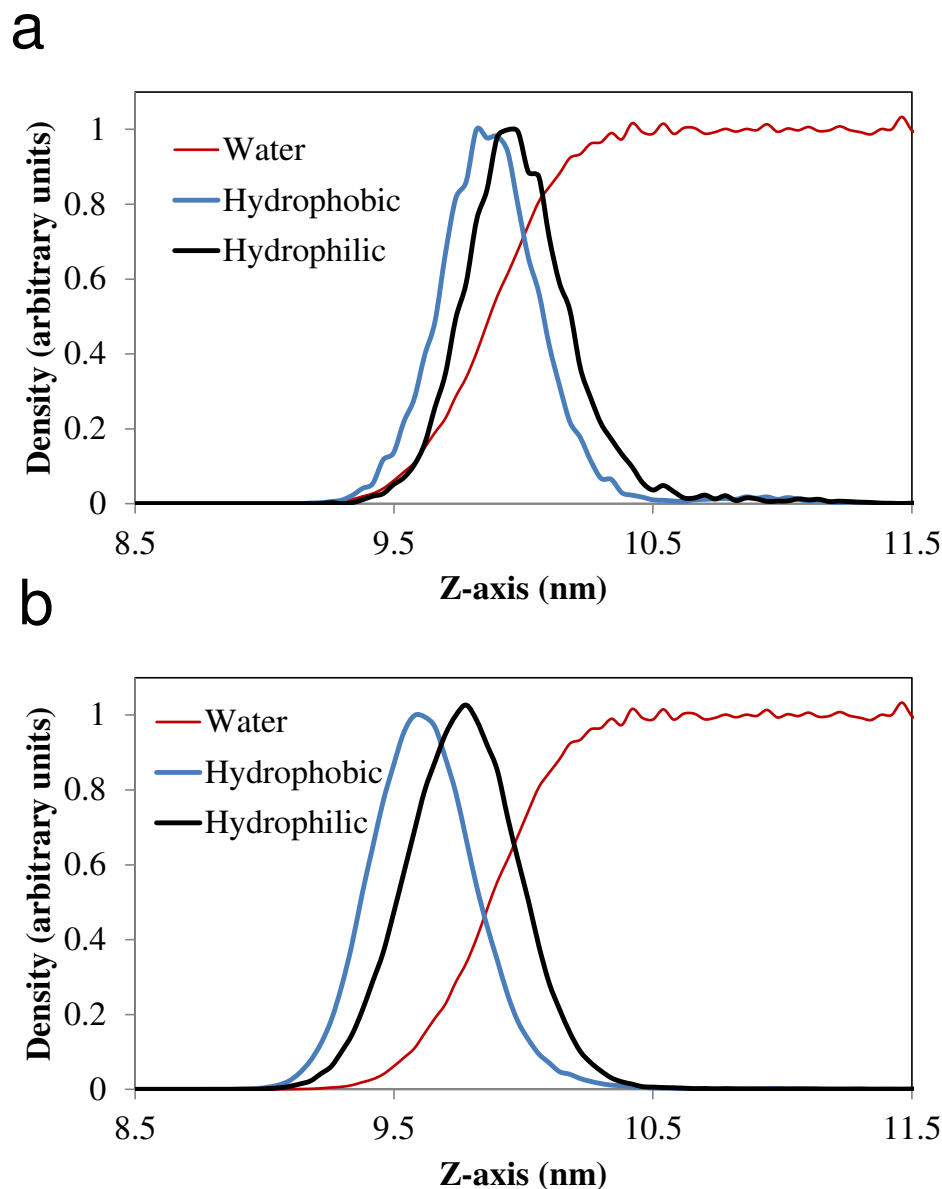 a
Density (arbitrary units)
1
0.8
0.6
0.4
0.2
0
Water
Hydrophobic
Hydrophilic
8.5 9.5 10.5 11.5
Z-axis (nm)
b
Density (arbitrary units)
1
0.8
0.6
0.4
0.2
0
Water
Hydrophobic
Hydrophilic
8.5 9.5 10.5 11.5
Z-axis (nm)